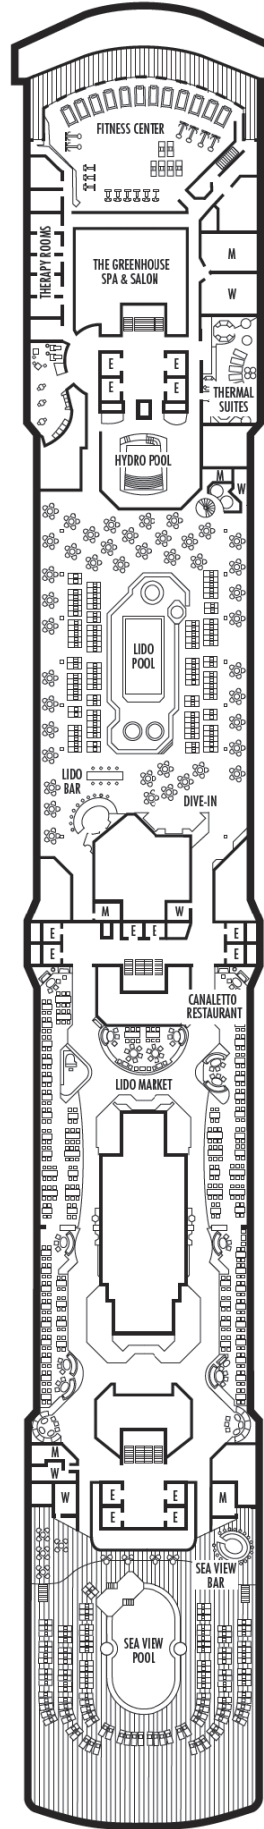 FITNESS CENTER
THERAPY ROOMS
M
THE GREENHOUSE
SPA & SALON
W
E E
E E
THERMAL
SUITES
HYDRO POOL
M
W
LIDO
POOL
LIDO
BAR
DIVE-IN
M W
E E E E
E E
CANALETTO
RESTAURANT
LIDO MARKET
M
W
W E E M
E E
SEA VIEW
BAR
SEA VIEW
POOL